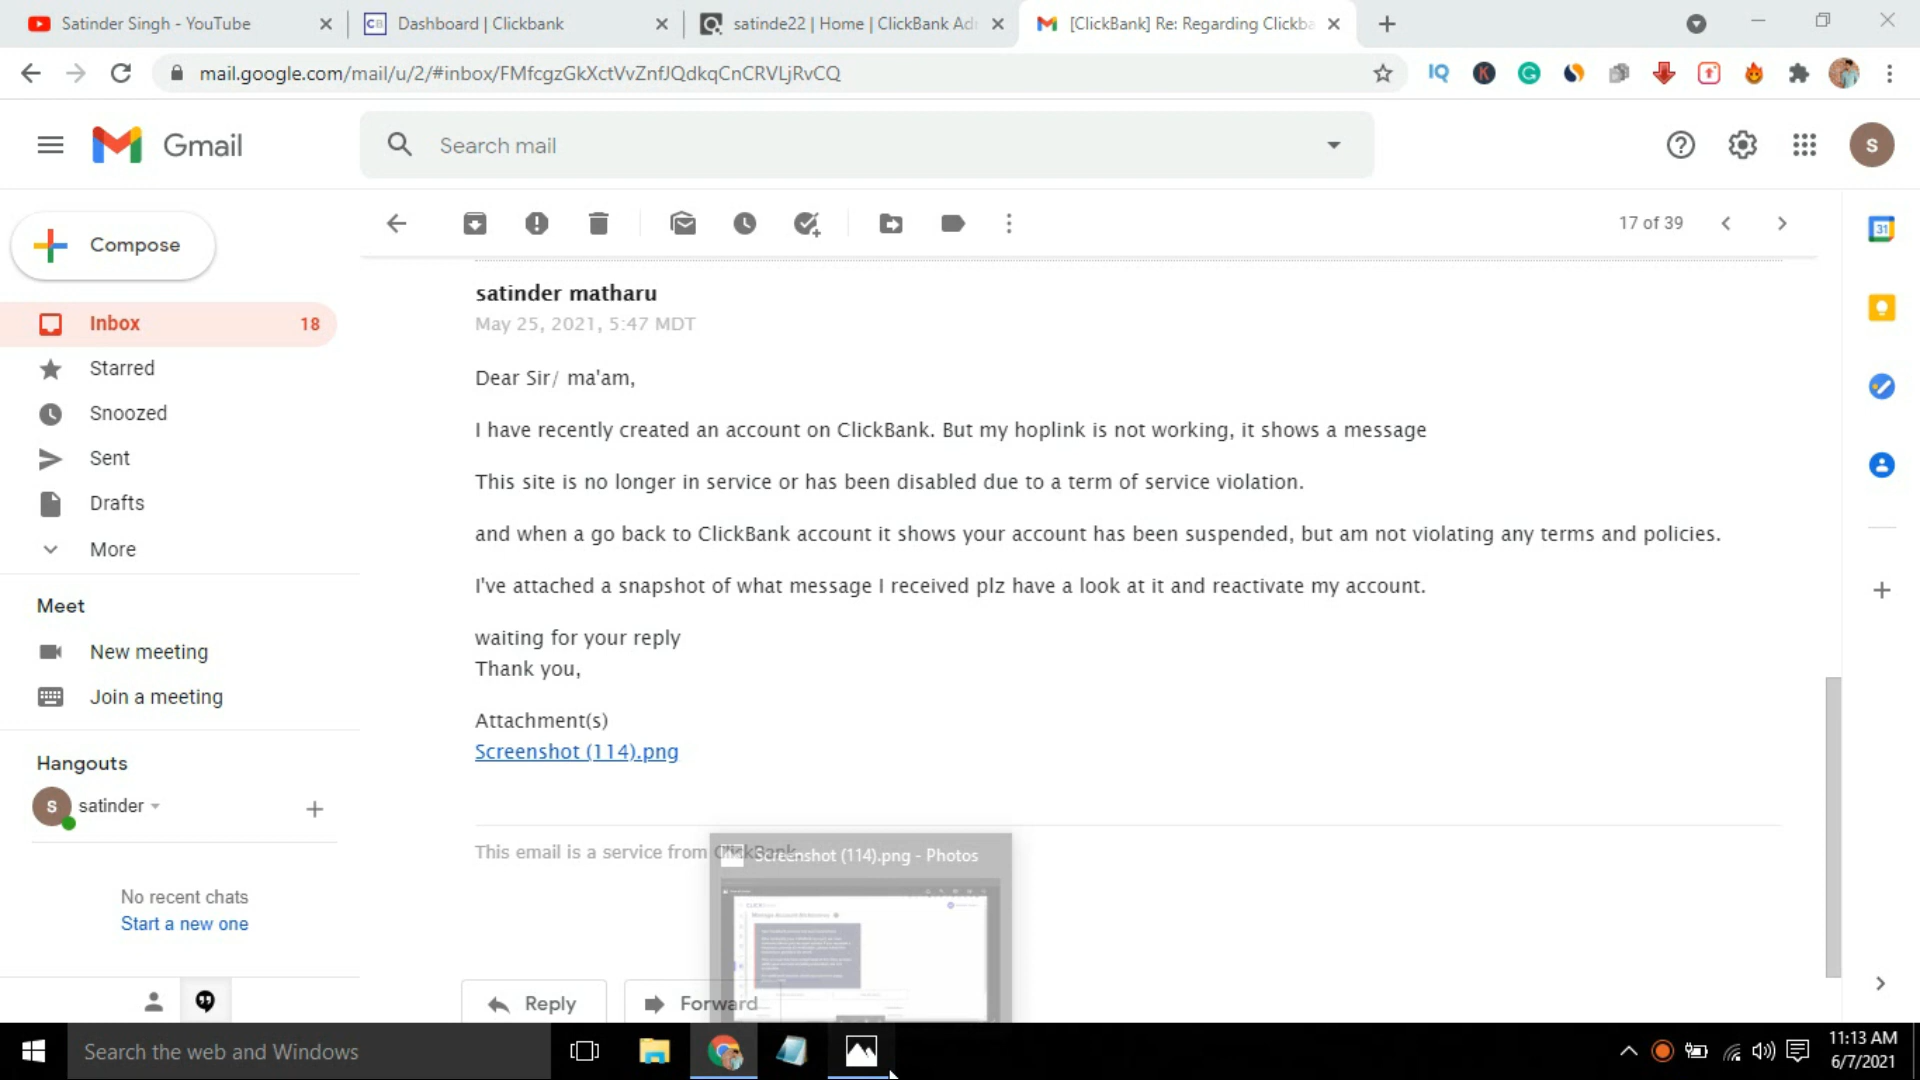 Satinder Singh - YouTube
Dashboard | Clickbank
satinde22 | Home | ClickBank Ad
[ClickBank] Re: Regarding Clickba
mail.google.com/mail/u/2/#inbox/FMfcgzGkXctVvZnfJQdkqCnCRVLjRvCQ
Gmail
Search mail
S
Compose
17 of 39
31
Inbox 18
Starred
Snoozed
Sent
Drafts
More
Meet
New meeting
Join a meeting
Hangouts
S satinder
No recent chats
Start a new one
satinder matharu
May 25, 2021, 5:47 MDT
Dear Sir/ ma'am,
I have recently created an account on ClickBank. But my hoplink is not working, it shows a message
This site is no longer in service or has been disabled due to a term of service violation.
and when a go back to ClickBank account it shows your account has been suspended, but am not violating any terms and policies.
I've attached a snapshot of what message I received plz have a look at it and reactivate my account.
waiting for your reply
Thank you,
Attachment(s)
Screenshot (114).png
This email is a service from ClickBank.
Screenshot (114).png - Photos
Reply
Forward
Search the web and Windows
11:13 AM
6/7/2021